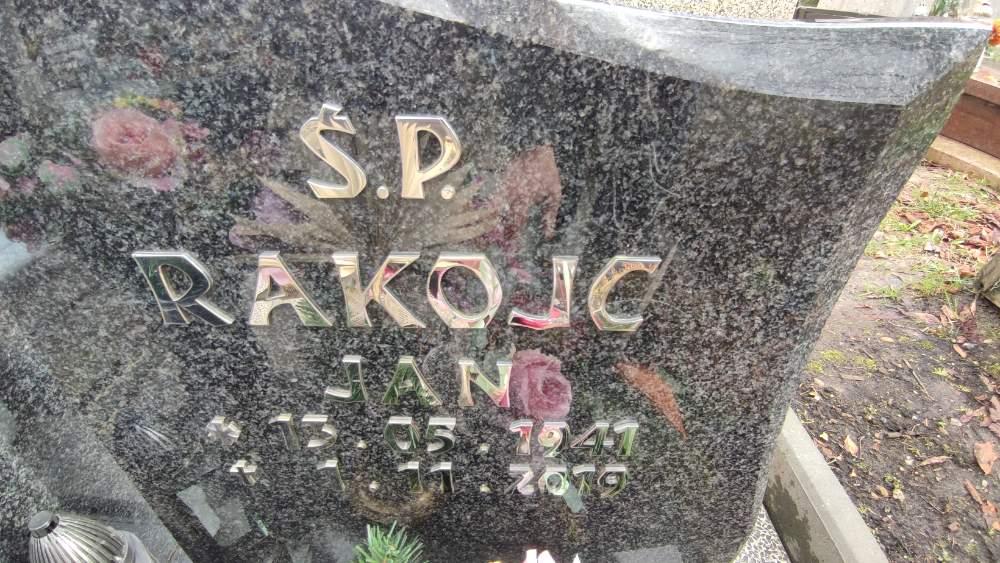 Ś.P.
RAKOJC
JAN
* 13.05.1941
+ 1.11.2019